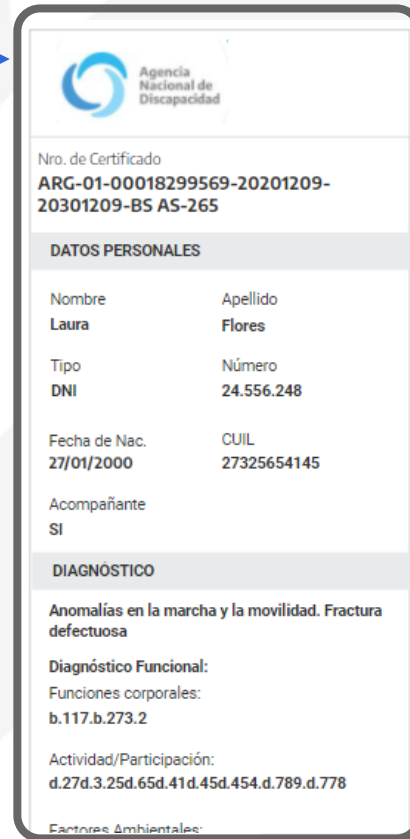 Agencia
Nacional de
Discapacidad
Nro. de Certificado
ARG-01-00018299569-20201209-
20301209-BS AS-265
DATOS PERSONALES
Nombre Apellido
Laura Flores
Tipo Número
DNI 24.556.248
Fecha de Nac. CUIL
27/01/2000 27325654145
Acompañante
SI
DIAGNÓSTICO
Anomalías en la marcha y la movilidad. Fractura
defectuosa
Diagnóstico Funcional:
Funciones corporales:
b.117.b.273.2
Actividad/Participación:
d.27d.3.25d.65d.41d.45d.454.d.789.d.778
Factores Ambientales: